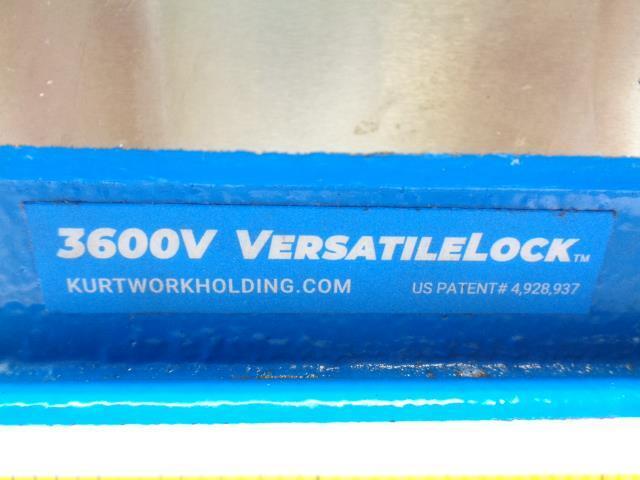 3600V VERSATILELOCK™
KURTWORKHOLDING.COM
US PATENT# 4,928,937